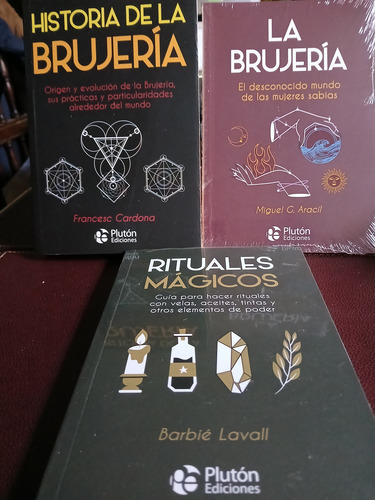 HISTORIA DE LA
BRUJERÍA
Origen y evolución de la Brujería,
sus prácticas y particularidades
alrededor del mundo
Francesc Cardona
Plutón
Ediciones
LA
BRUJERÍA
El desconocido mundo
de las mujeres sabias
Miguel G. Aracil
Plutón
Ediciones
RITUALES
MÁGICOS
Guía para hacer rituales
con velas, aceites, tintas y
otros elementos de poder
Barbié Lavall
Plutón
Ediciones